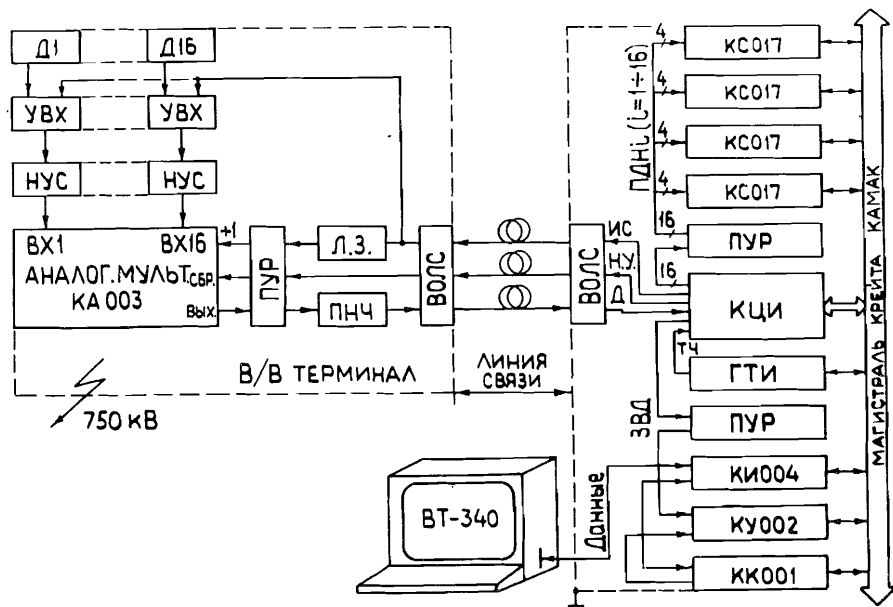 Д1
Д16
УВХ
УВХ
НУС
НУС
ВХ1
ВХ16
+1
АНАЛОГ. МУЛЬТ.
СБР.
КА 003
ВЫХ.
ПУР
Л.З.
ПНЧ
ВОЛС
В/В ТЕРМИНАЛ
750 кВ
ЛИНИЯ
СВЯЗИ
ВОЛС
ИС
Н.У.
Д
ПДНi (i=1÷16)
4
КС017
4
КС017
4
КС017
4
КС017
16
ПУР
16
КЦИ
ТЧ
ГТИ
ЗВД
ПУР
КИ004
КУ002
КК001
Данные
ВТ-340
МАГИСТРАЛЬ КРЕЙТА КАМАК